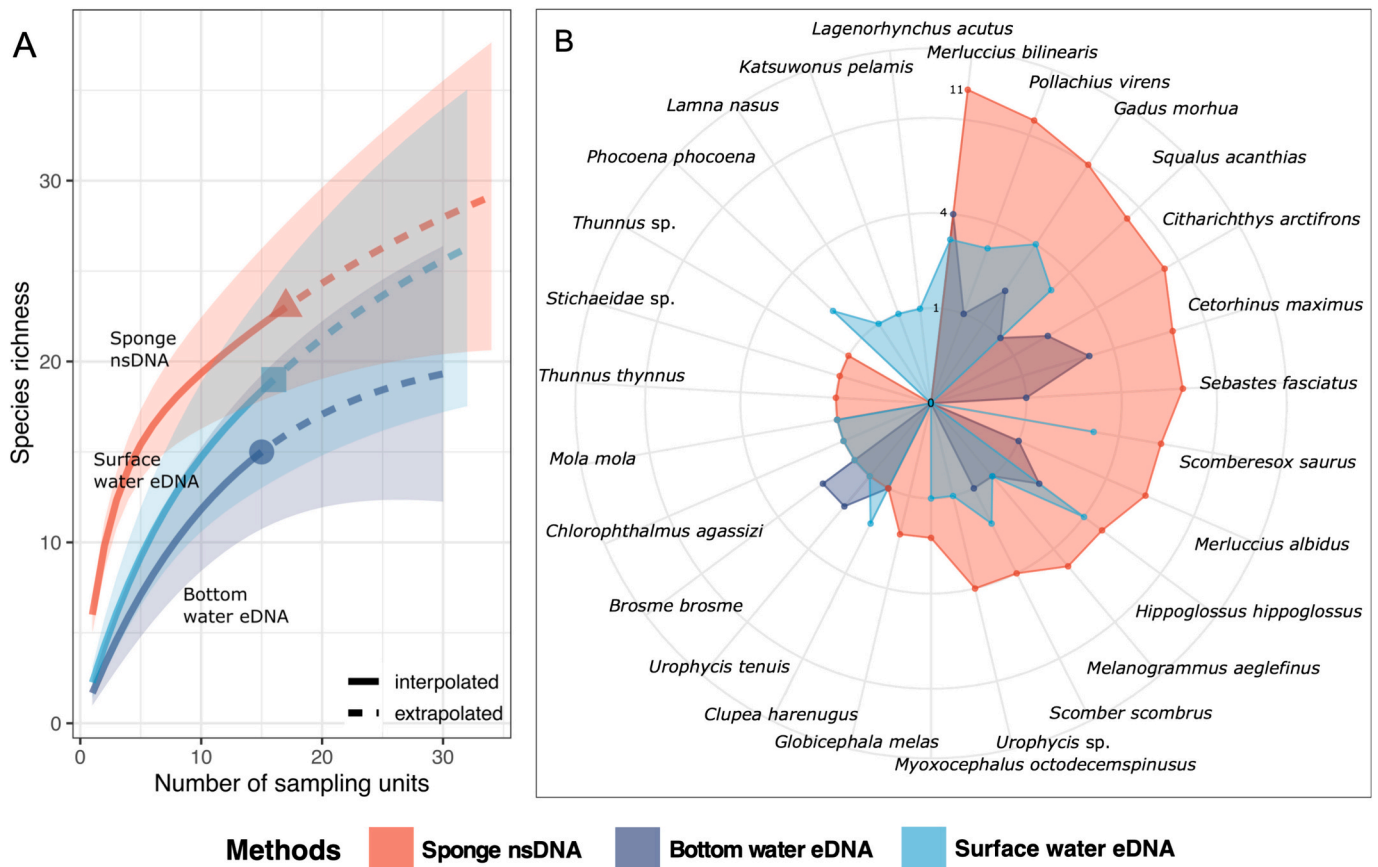 A
Species richness
30
20
10
0
Sponge
nsDNA
Surface
water eDNA
Bottom
water eDNA
interpolated
extrapolated
0
10
20
30
Number of sampling units
B
Lagenorhynchus acutus
Merluccius bilinearis
Pollachius virens
Gadus morhua
Squalus acanthias
Citharichthys arctifrons
Cetorhinus maximus
Sebastes fasciatus
Scomberesox saurus
Merluccius albidus
Hippoglossus hippoglossus
Melanogrammus aeglefinus
Scomber scombrus
Urophycis sp.
Myoxocephalus octodecemspinusus
Globicephala melas
Clupea harenugus
Urophycis tenuis
Brosme brosme
Chlorophthalmus agassizi
Mola mola
Thunnus thynnus
Stichaeidae sp.
Thunnus sp.
Phocoena phocoena
Lamna nasus
Katsuwonus pelamis
11
4
1
0
Methods
Sponge nsDNA
Bottom water eDNA
Surface water eDNA